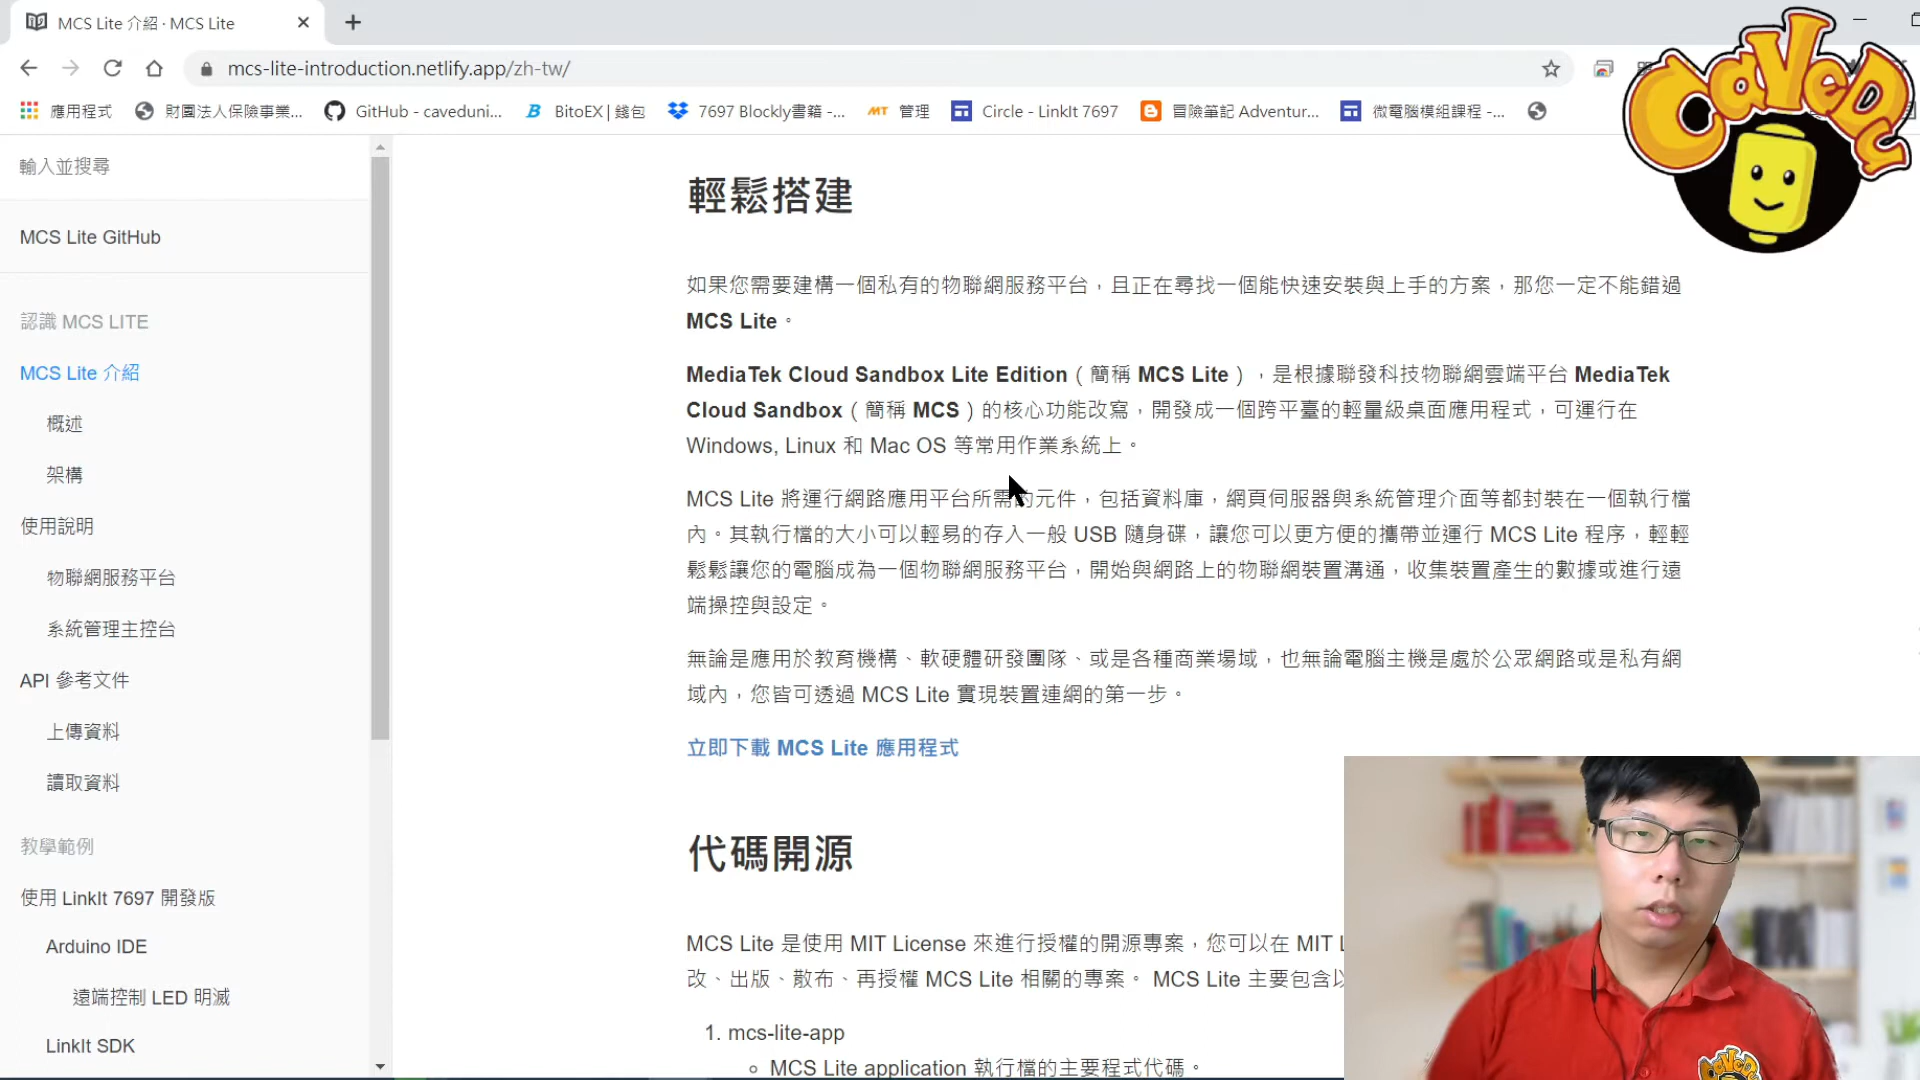 MCS Lite 介紹 · MCS Lite
mcs-lite-introduction.netlify.app/zh-tw/
應用程式
財團法人保險事業...
GitHub - caveduni...
BitoEX | 錢包
7697 Blockly書籍 -...
MT 管理
Circle - LinkIt 7697
冒險筆記 Adventur...
微電腦模組課程 -...
CAVEDU
輸入並搜尋
MCS Lite GitHub
認識 MCS LITE
MCS Lite 介紹
概述
架構
使用說明
物聯網服務平台
系統管理主控台
API 參考文件
上傳資料
讀取資料
教學範例
使用 LinkIt 7697 開發版
Arduino IDE
遠端控制 LED 明滅
LinkIt SDK
輕鬆搭建
如果您需要建構一個私有的物聯網服務平台，且正在尋找一個能快速安裝與上手的方案，那您一定不能錯過
MCS Lite。
MediaTek Cloud Sandbox Lite Edition（簡稱 MCS Lite），是根據聯發科技物聯網雲端平台 MediaTek
Cloud Sandbox（簡稱 MCS）的核心功能改寫，開發成一個跨平臺的輕量級桌面應用程式，可運行在
Windows, Linux 和 Mac OS 等常用作業系統上。
MCS Lite 將運行網路應用平台所需的元件，包括資料庫，網頁伺服器與系統管理介面等都封裝在一個執行檔
內。其執行檔的大小可以輕易的存入一般 USB 隨身碟，讓您可以更方便的攜帶並運行 MCS Lite 程序，輕輕
鬆鬆讓您的電腦成為一個物聯網服務平台，開始與網路上的物聯網裝置溝通，收集裝置產生的數據或進行遠
端操控與設定。
無論是應用於教育機構、軟硬體研發團隊、或是各種商業場域，也無論電腦主機是處於公眾網路或是私有網
域內，您皆可透過 MCS Lite 實現裝置連網的第一步。
立即下載 MCS Lite 應用程式
代碼開源
MCS Lite 是使用 MIT License 來進行授權的開源專案，您可以在 MIT L
改、出版、散布、再授權 MCS Lite 相關的專案。 MCS Lite 主要包含以
1. mcs-lite-app
MCS Lite application 執行檔的主要程式代碼。